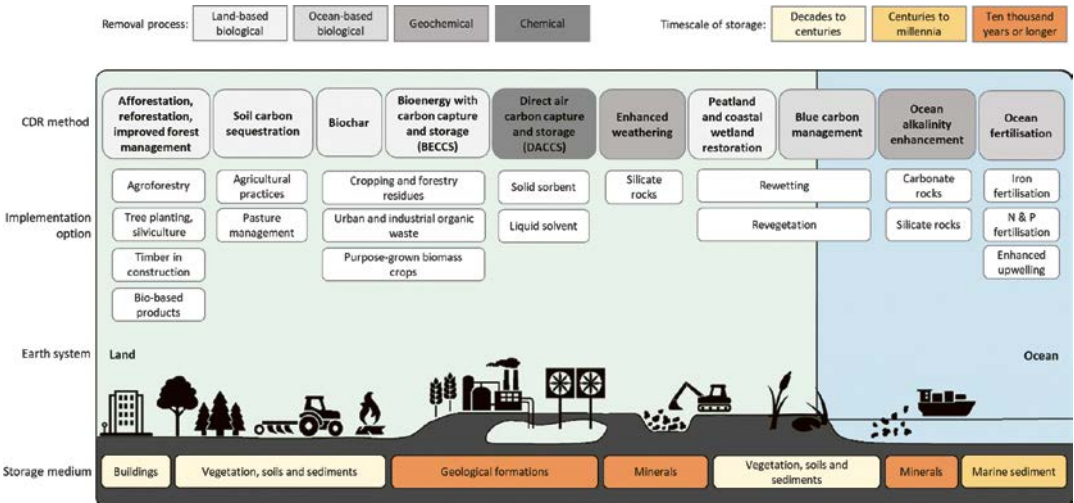 Removal process:
Land-based
biological
Ocean-based
biological
Geochemical
Chemical
Timescale of storage:
Decades to
centuries
Centuries to
millennia
Ten thousand
years or longer
CDR method
Afforestation,
reforestation,
improved forest
management
Soil carbon
sequestration
Biochar
Bioenergy with
carbon capture
and storage
(BECCS)
Direct air
carbon capture
and storage
(DACCS)
Enhanced
weathering
Peatland
and coastal
wetland
restoration
Blue carbon
management
Ocean
alkalinity
enhancement
Ocean
fertilisation
Implementation
option
Agroforestry
Tree planting,
silviculture
Timber in
construction
Bio-based
products
Agricultural
practices
Pasture
management
Cropping and forestry
residues
Urban and industrial organic
waste
Purpose-grown biomass
crops
Solid sorbent
Liquid solvent
Silicate
rocks
Rewetting
Revegetation
Carbonate
rocks
Silicate rocks
Iron
fertilisation
N & P
fertilisation
Enhanced
upwelling
Earth system
Land
Ocean
Storage medium
Buildings
Vegetation, soils and sediments
Geological formations
Minerals
Vegetation, soils and
sediments
Minerals
Marine sediment